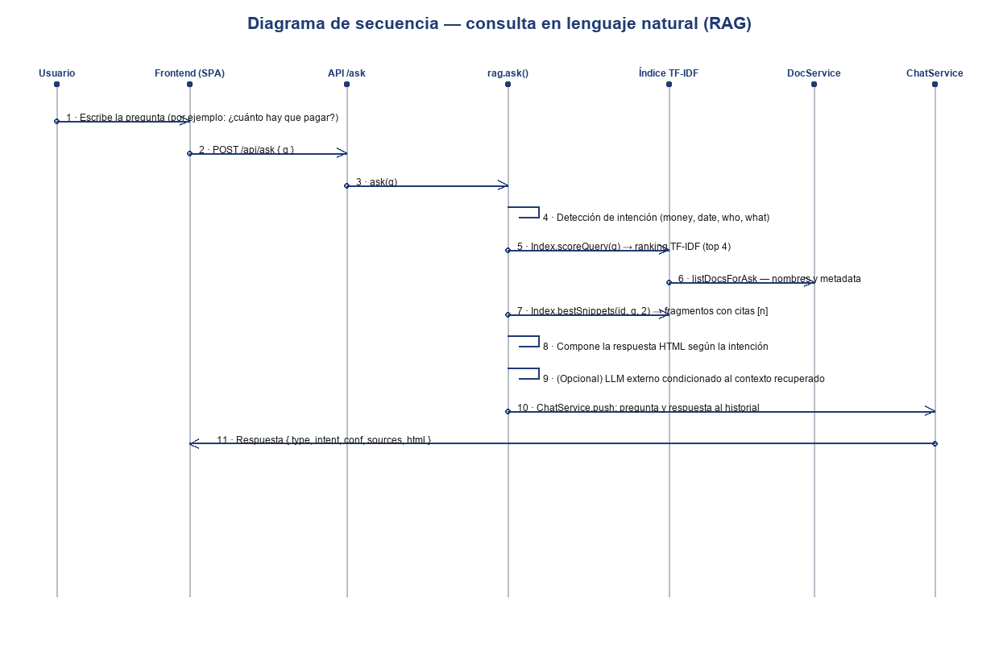 Diagrama de secuencia — consulta en lenguaje natural (RAG)
Usuario
Frontend (SPA)
API /ask
rag.ask()
Índice TF-IDF
DocService
ChatService
1 · Escribe la pregunta (por ejemplo: ¿cuánto hay que pagar?)
2 · POST /api/ask { q }
3 · ask(q)
4 · Detección de intención (money, date, who, what)
5 · Index.scoreQuery(q) → ranking TF-IDF (top 4)
6 · listDocsForAsk — nombres y metadata
7 · Index.bestSnippets(id, q, 2) → fragmentos con citas [n]
8 · Compone la respuesta HTML según la intención
9 · (Opcional) LLM externo condicionado al contexto recuperado
10 · ChatService.push: pregunta y respuesta al historial
11 · Respuesta { type, intent, conf, sources, html }